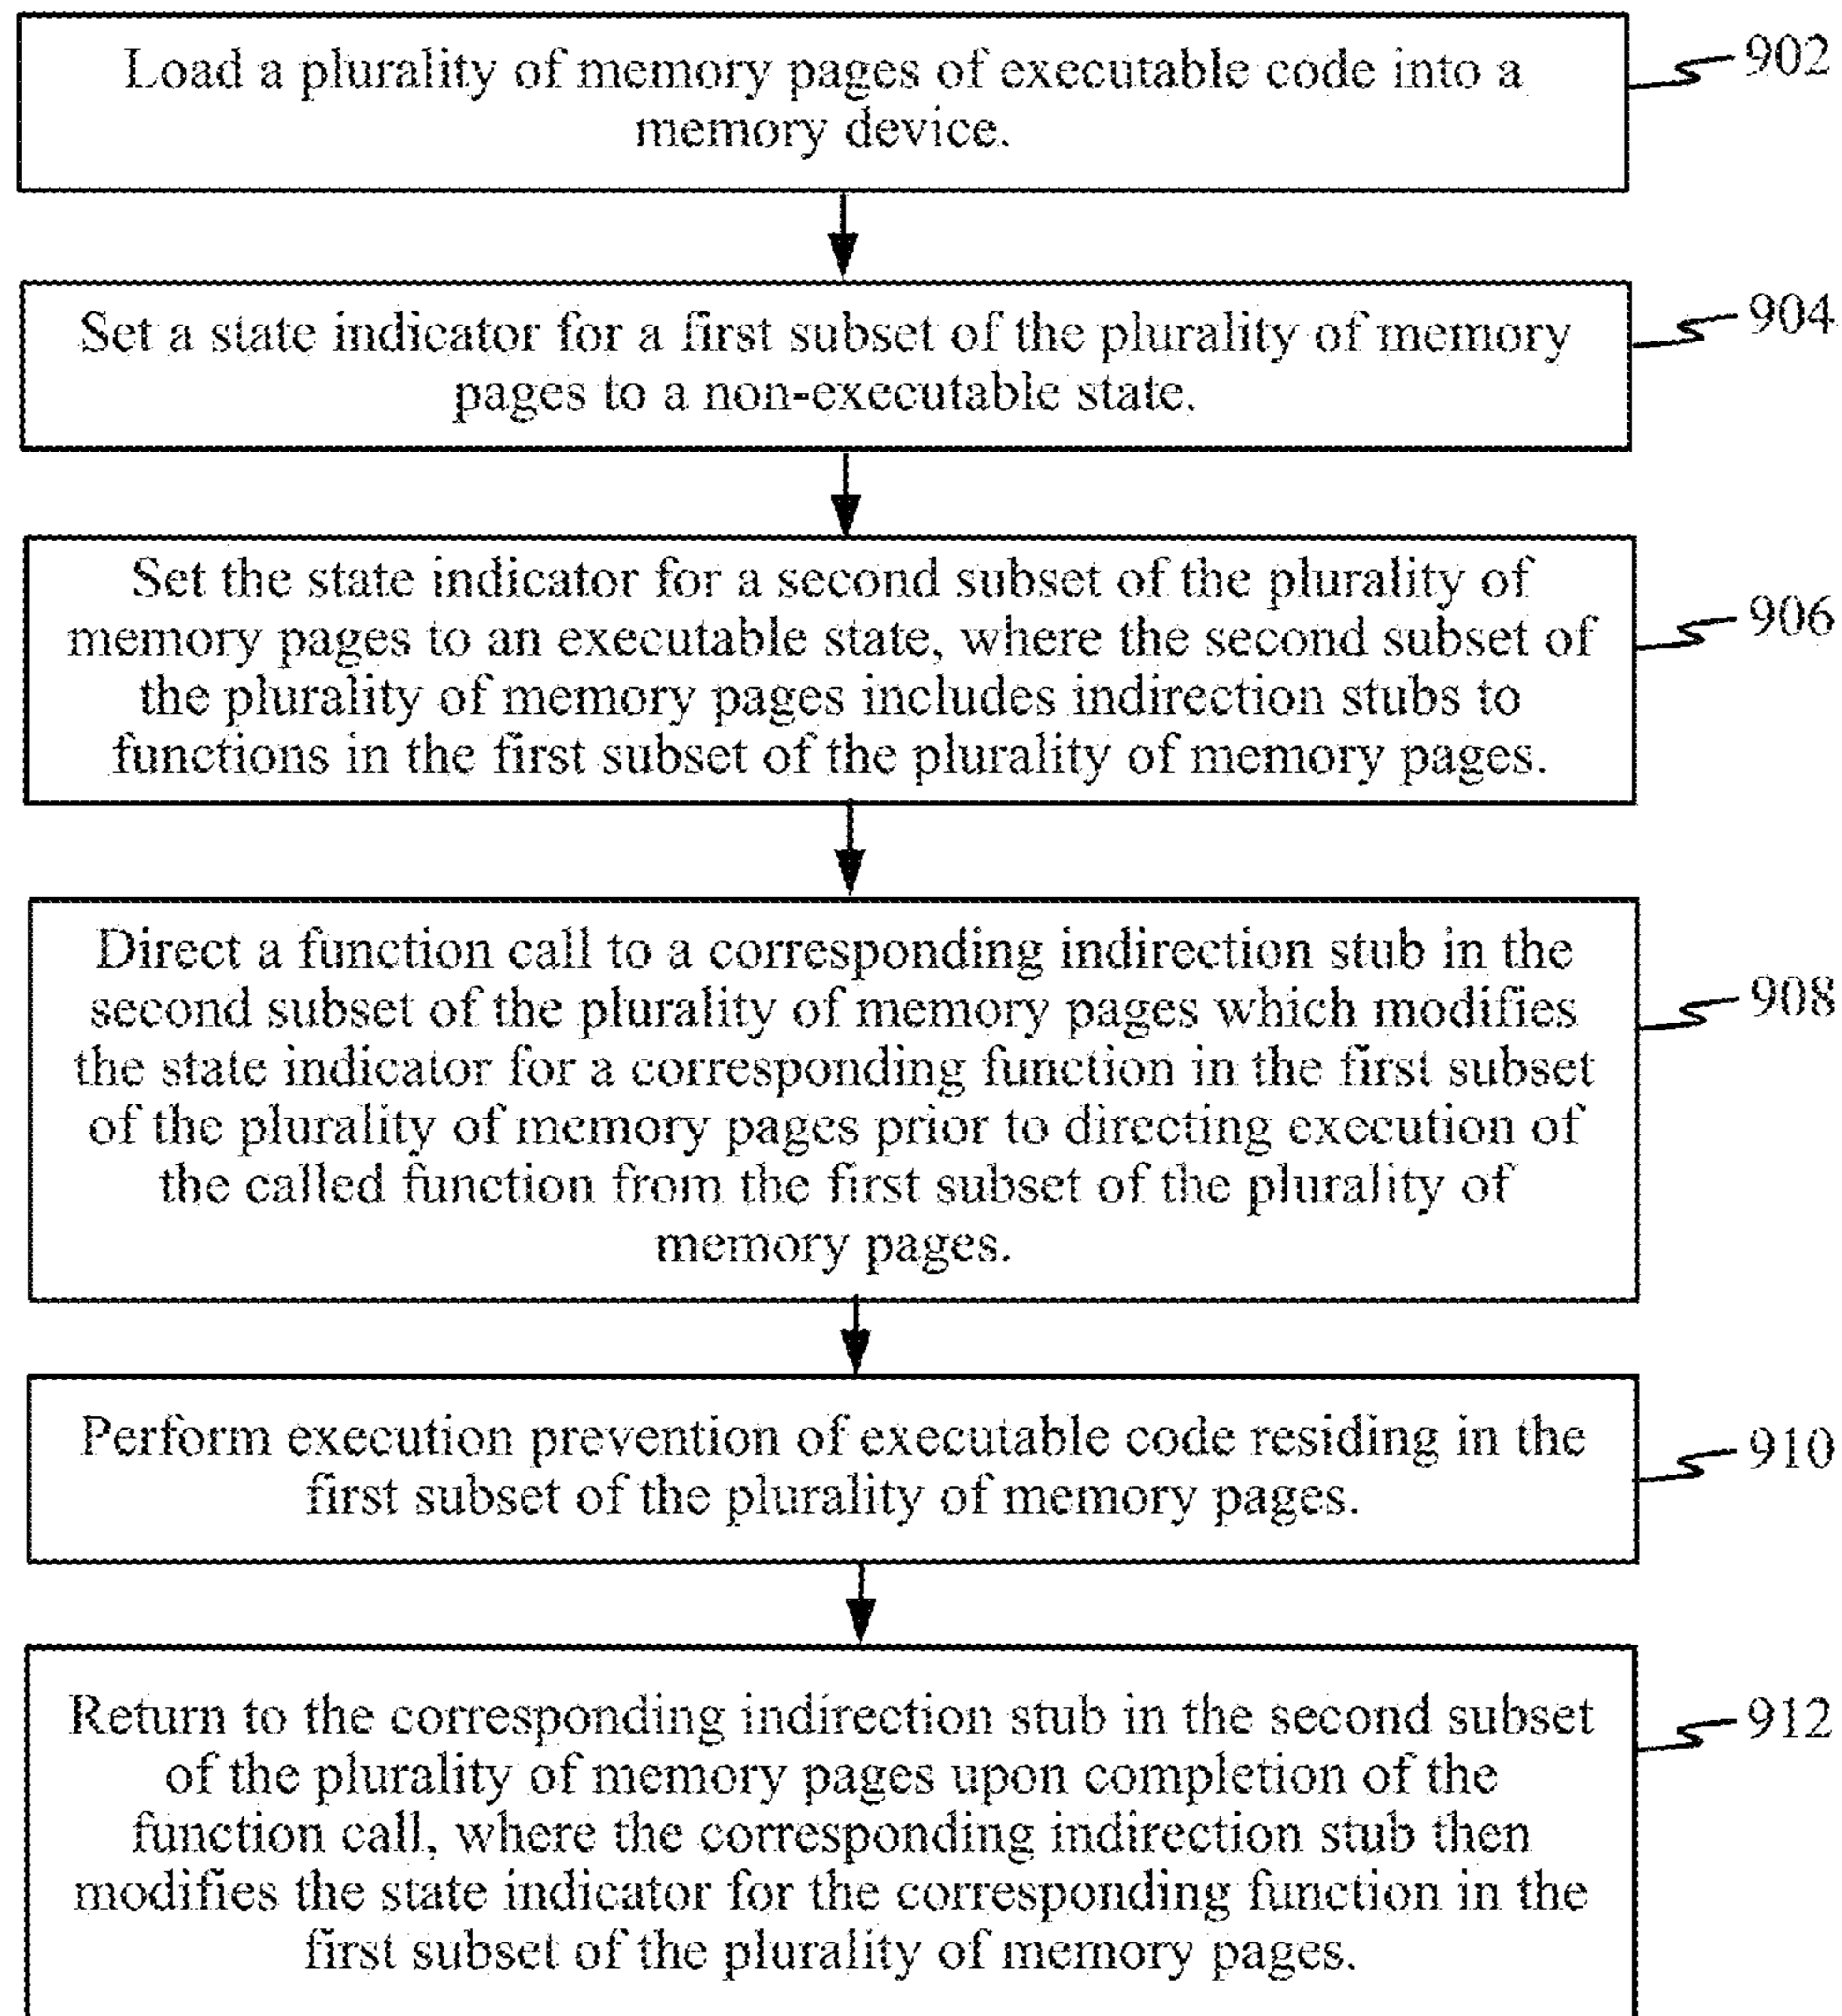 Load a plurality of memory pages of executable code into a
memory device.
902
Set a state indicator for a first subset of the plurality of memory
pages to a non-executable state.
904
Set the state indicator for a second subset of the plurality of
memory pages to an executable state, where the second subset of
the plurality of memory pages includes indirection stubs to
functions in the first subset of the plurality of memory pages.
906
Direct a function call to a corresponding indirection stub in the
second subset of the plurality of memory pages which modifies
the state indicator for a corresponding function in the first subset
of the plurality of memory pages prior to directing execution of
the called function from the first subset of the plurality of
memory pages.
908
Perform execution prevention of executable code residing in the
first subset of the plurality of memory pages.
910
Return to the corresponding indirection stub in the second subset
of the plurality of memory pages upon completion of the
function call, where the corresponding indirection stub then
modifies the state indicator for the corresponding function in the
first subset of the plurality of memory pages.
912